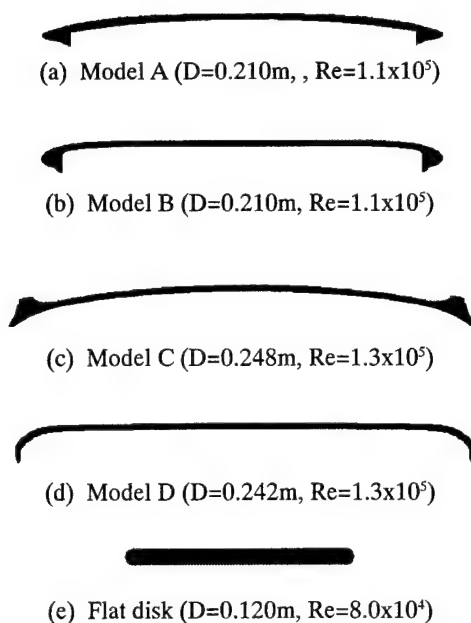 (a) Model A (D=0.210m, , Re=1.1x10⁵)
(b) Model B (D=0.210m, Re=1.1x10⁵)
(c) Model C (D=0.248m, Re=1.3x10⁵)
(d) Model D (D=0.242m, Re=1.3x10⁵)
(e) Flat disk (D=0.120m, Re=8.0x10⁴)